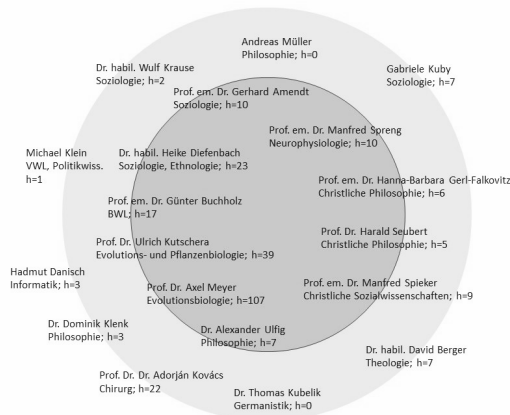 Andreas Müller
Philosophie; h=0
Dr. habil. Wulf Krause
Soziologie; h=2
Gabriele Kuby
Soziologie; h=7
Prof. em. Dr. Gerhard Amendt
Soziologie; h=10
Prof. em. Dr. Manfred Spreng
Neurophysiologie; h=10
Michael Klein
VWL, Politikwiss.
h=1
Dr. habil. Heike Diefenbach
Soziologie, Ethnologie; h=23
Prof. em. Dr. Hanna-Barbara Gerl-Falkovitz
Christliche Philosophie; h=6
Prof. em. Dr. Günter Buchholz
BWL; h=17
Prof. Dr. Harald Seubert
Christliche Philosophie; h=5
Prof. Dr. Ulrich Kutschera
Evolutions- und Pflanzenbiologie; h=39
Hadmut Danisch
Informatik; h=3
Prof. Dr. Axel Meyer
Evolutionsbiologie; h=107
Prof. em. Dr. Manfred Spieker
Christliche Sozialwissenschaften; h=9
Dr. Dominik Klenk
Philosophie; h=3
Dr. Alexander Ulfig
Philosophie; h=7
Dr. habil. David Berger
Theologie; h=7
Prof. Dr. Dr. Adorján Kovács
Chirurg; h=22
Dr. Thomas Kubelik
Germanistik; h=0